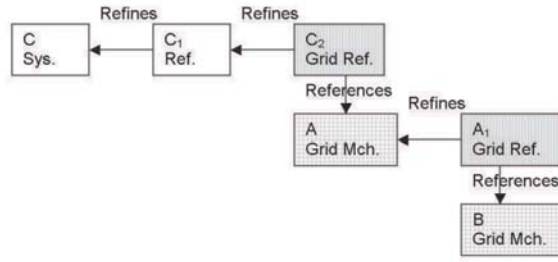 Refines
Refines
C
Sys.
C₁
Ref.
C₂
Grid Ref.
References
Refines
A
Grid Mch.
A₁
Grid Ref.
References
B
Grid Mch.